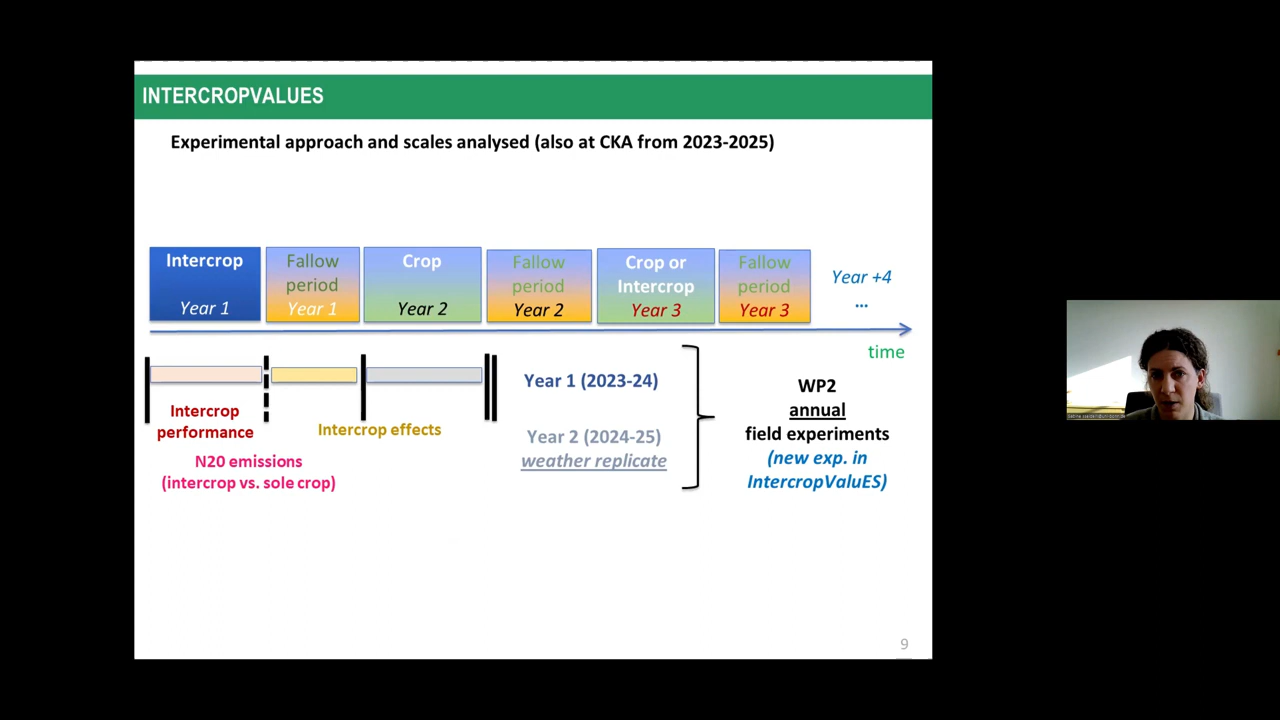 INTERCROPVALUES
Experimental approach and scales analysed (also at CKA from 2023-2025)
Intercrop
Year 1
Fallow
period
Year 1
Crop
Year 2
Fallow
period
Year 2
Crop or
Intercrop
Year 3
Fallow
period
Year 3
Year +4
...
time
Intercrop
performance
N20 emissions
(intercrop vs. sole crop)
Intercrop effects
Year 1 (2023-24)
Year 2 (2024-25)
weather replicate
WP2
annual
field experiments
(new exp. in
IntercropValuES)
9